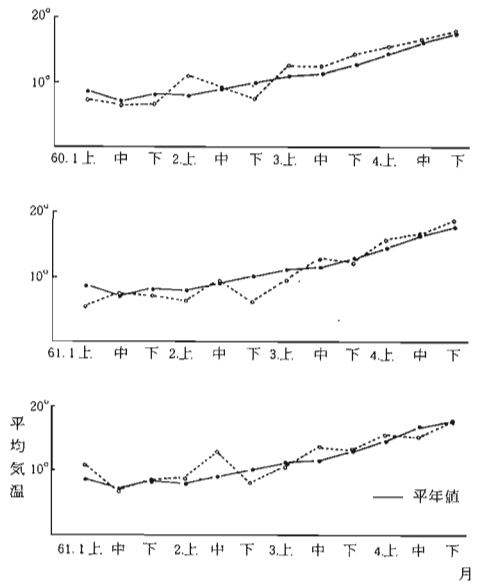 20°
10°
60. 1上. 中 下 2.上. 中 下 3.上. 中 下 4.上. 中 下
20°
10°
61. 1上. 中 下 2.上. 中 下 3.上. 中 下 4.上. 中 下
平均気温
20°
10°
平年値
61. 1上. 中 下 2.上. 中 下 3.上. 中 下 4.上. 中 下
月